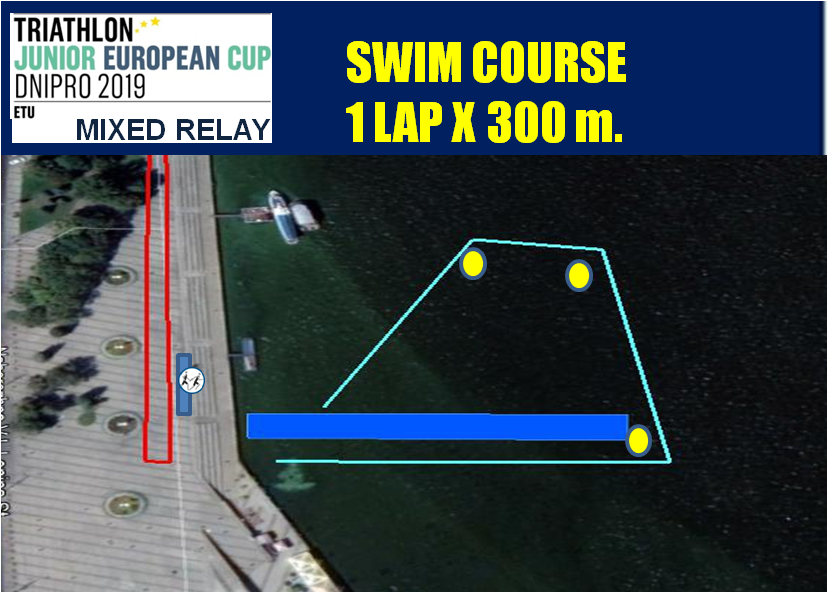 TRIATHLON
JUNIOR EUROPEAN CUP
DNIPRO 2019
ETU
MIXED RELAY
SWIM COURSE
1 LAP X 300 m.